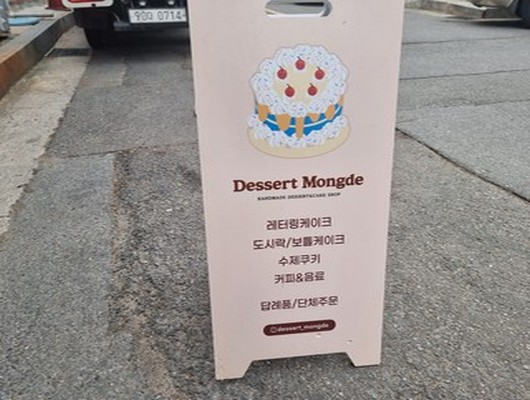 Dessert Mongde
HANDMADE DESSERT&CAKE SHOP
레터링케이크
도시락/보틀케이크
수제쿠키
커피&음료
답례품/단체주문
@dessert_mongde